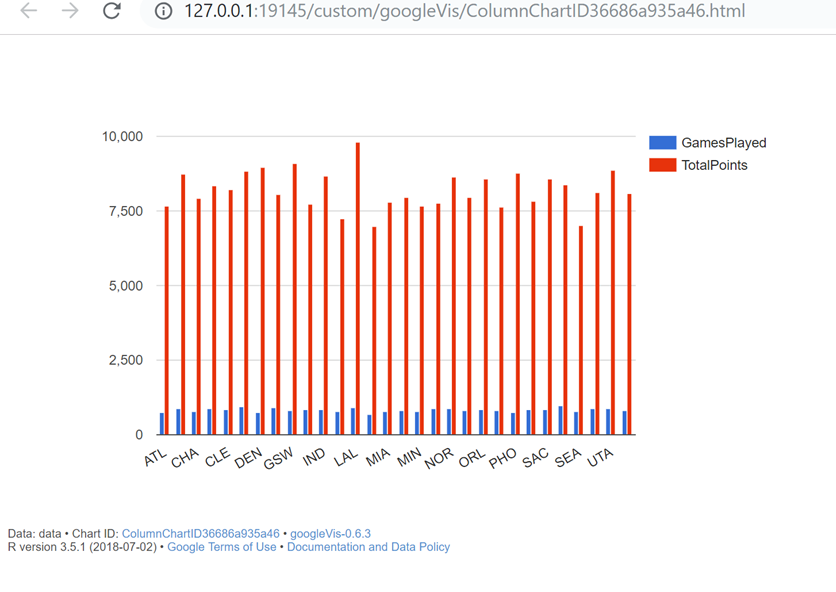 127.0.0.1:19145/custom/googleVis/ColumnChartID36686a935a46.html
10,000
7,500
5,000
2,500
0
GamesPlayed
TotalPoints
ATL CHA CLE DEN GSW IND LAL MIA MIN NOR ORL PHO SAC SEA UTA
Data: data • Chart ID: ColumnChartID36686a935a46 • googleVis-0.6.3
R version 3.5.1 (2018-07-02) • Google Terms of Use • Documentation and Data Policy